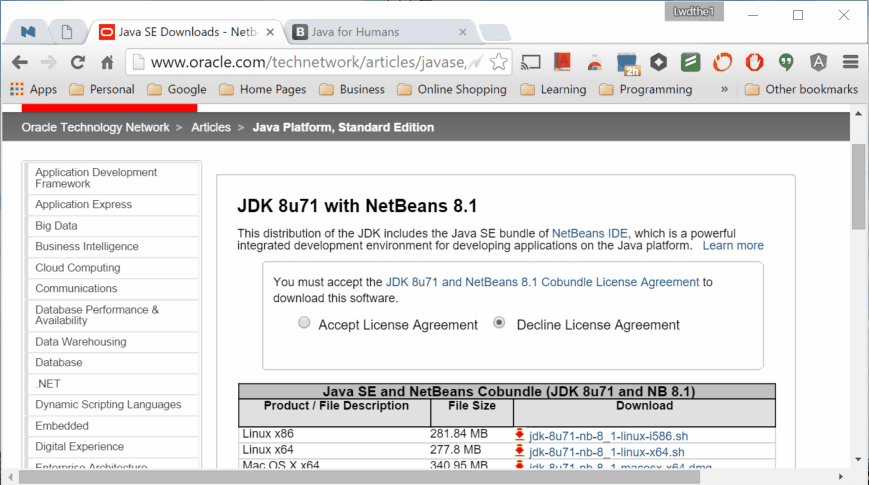 Lwdthe1
Java SE Downloads - Netb
Java for Humans
www.oracle.com/technetwork/articles/javase,
Apps Personal Google Home Pages Business Online Shopping Learning Programming » Other bookmarks
Oracle Technology Network > Articles > Java Platform, Standard Edition
Application Development
Framework
Application Express
Big Data
Business Intelligence
Cloud Computing
Communications
Database Performance &
Availability
Data Warehousing
Database
.NET
Dynamic Scripting Languages
Embedded
Digital Experience
Enterprise Architecture
JDK 8u71 with NetBeans 8.1
This distribution of the JDK includes the Java SE bundle of NetBeans IDE, which is a powerful
integrated development environment for developing applications on the Java platform. Learn more
You must accept the JDK 8u71 and NetBeans 8.1 Cobundle License Agreement to
download this software.
Accept License Agreement Decline License Agreement
Java SE and NetBeans Cobundle (JDK 8u71 and NB 8.1)
Product / File Description File Size Download
Linux x86 281.84 MB jdk-8u71-nb-8_1-linux-i586.sh
Linux x64 277.8 MB jdk-8u71-nb-8_1-linux-x64.sh
Mac OS X x64 340.95 MB jdk-8u71-nb-8_1-macosx-x64.dmg